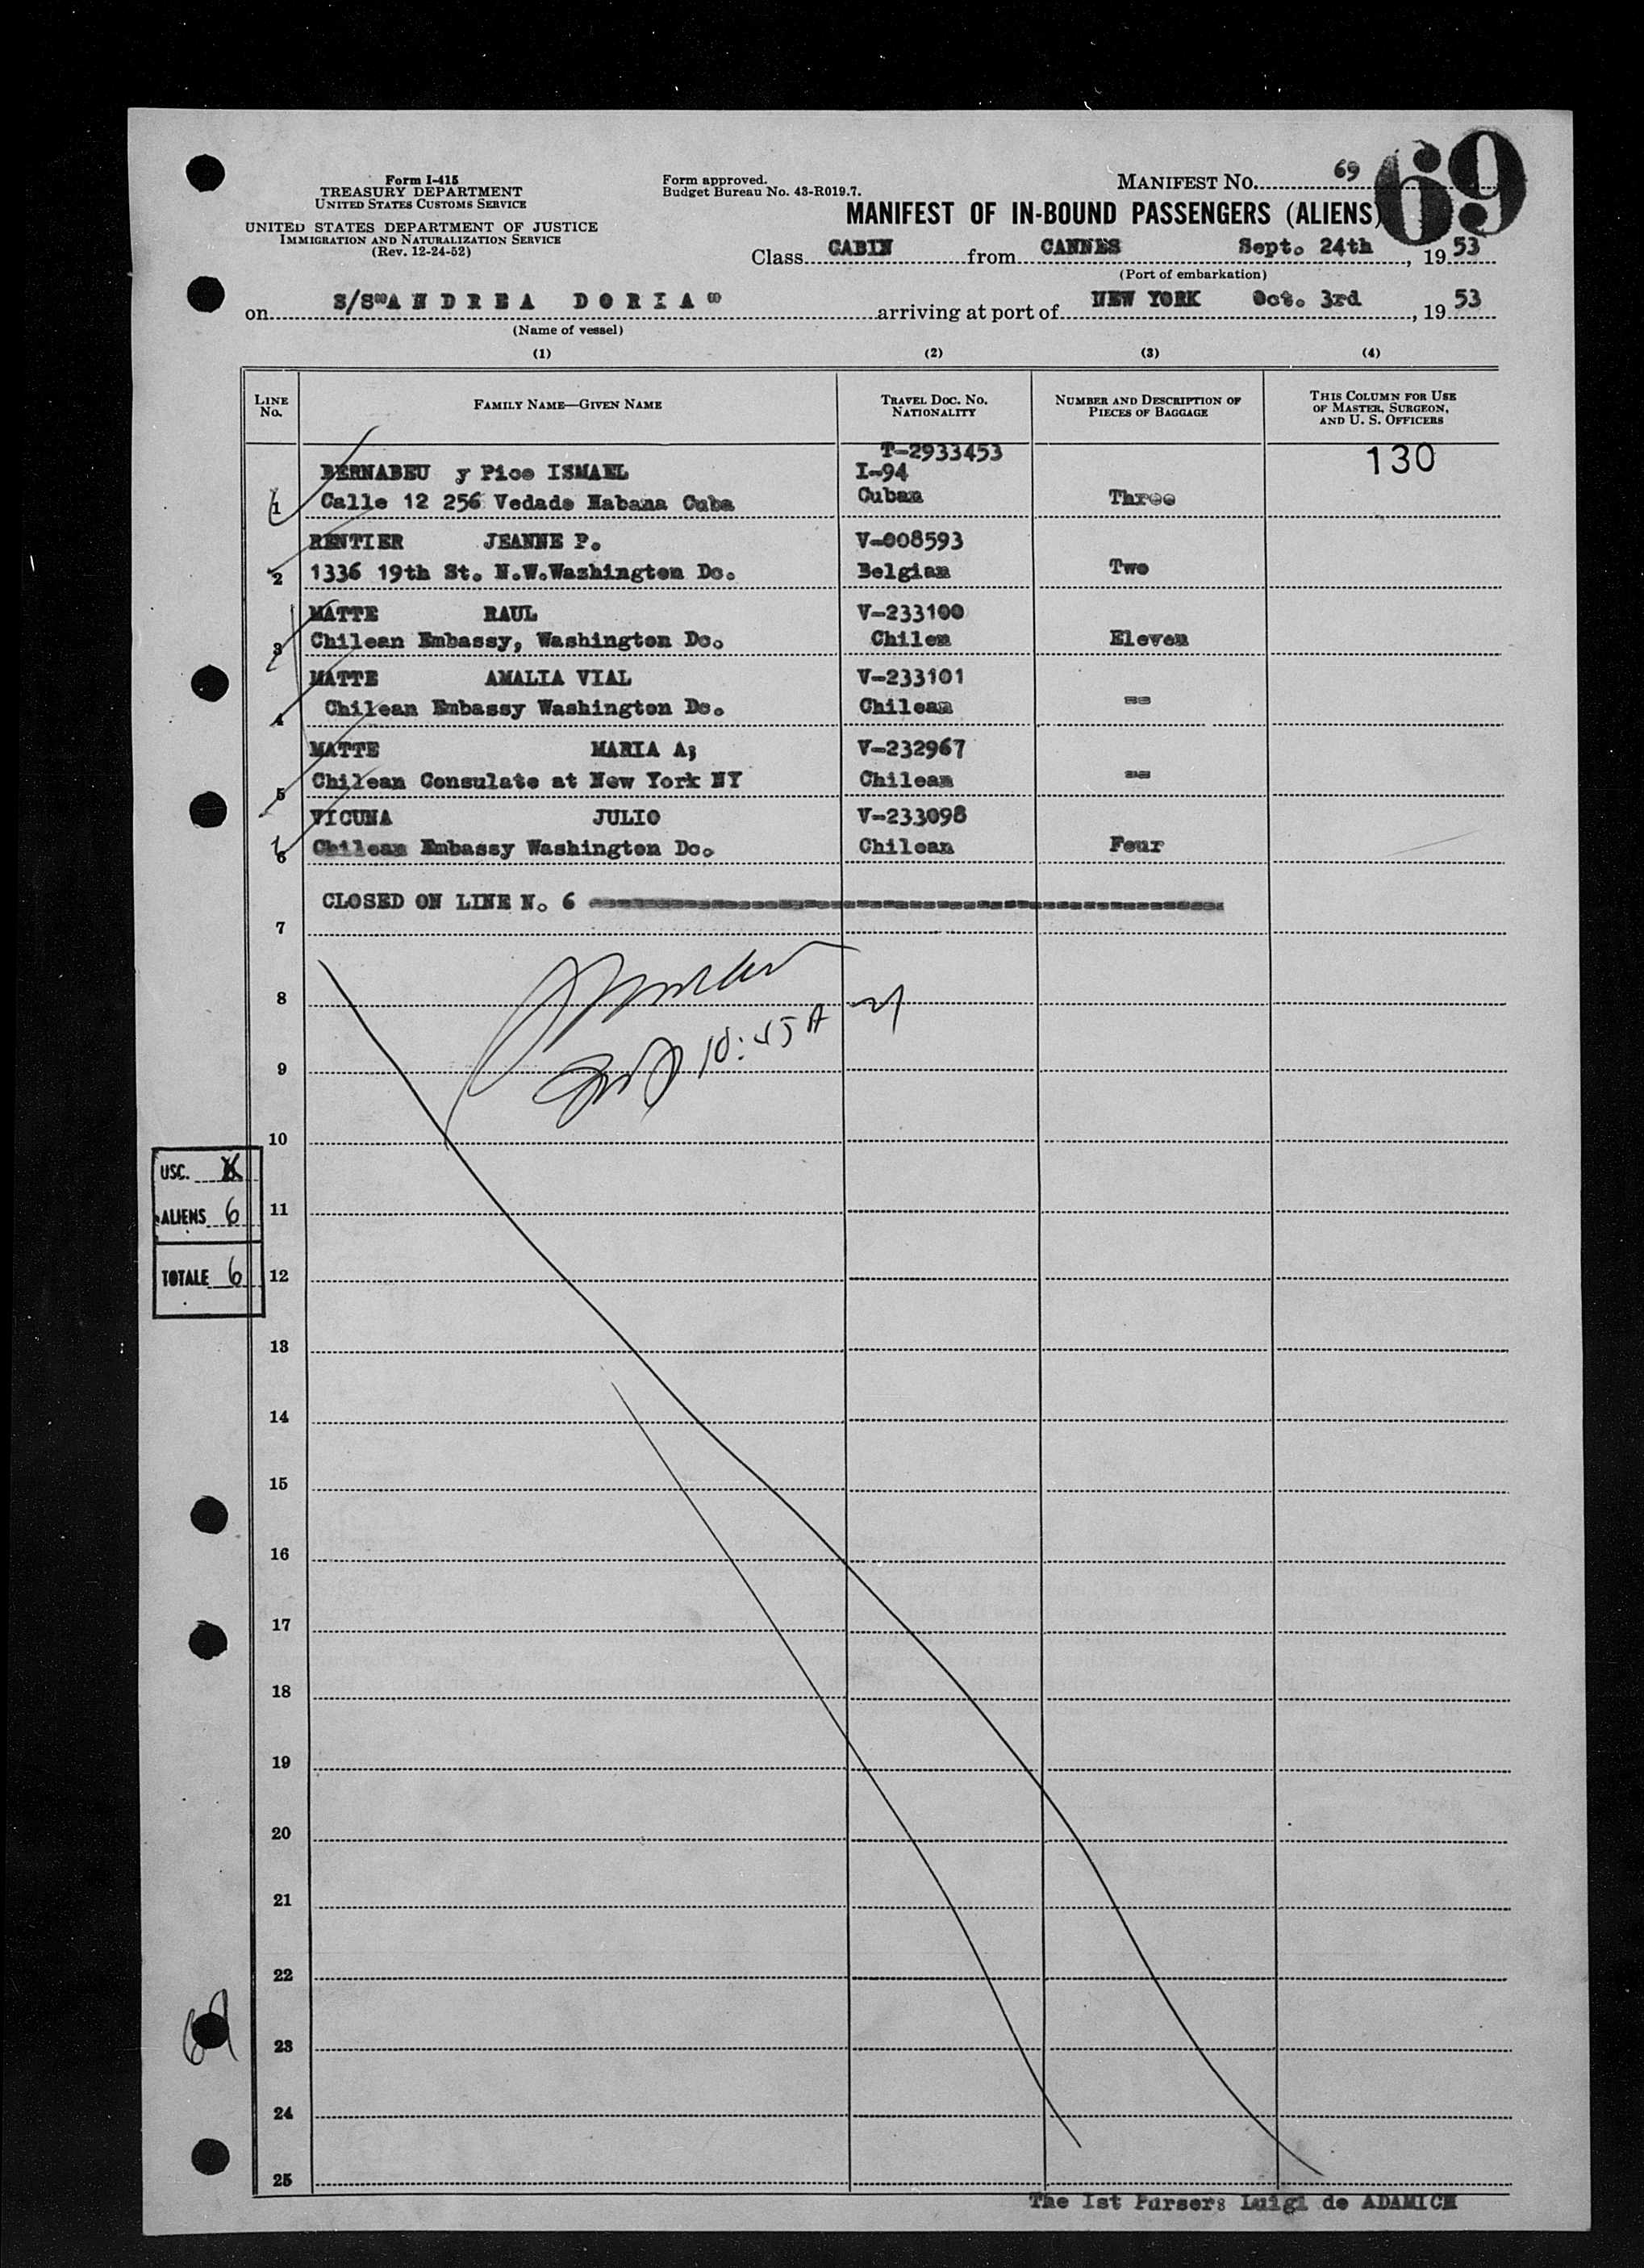 Form I-415
TREASURY DEPARTMENT
UNITED STATES CUSTOMS SERVICE
UNITED STATES DEPARTMENT OF JUSTICE
IMMIGRATION AND NATURALIZATION SERVICE
(Rev. 12-24-52)
Form approved.
Budget Bureau No. 43-R019.7.
MANIFEST NO. 69
69
MANIFEST OF IN-BOUND PASSENGERS (ALIENS)
Class CABIN from CANNES Sept. 24th, 1953
(Port of embarkation)
on S/S"ANDREA DORIA" arriving at port of NEW YORK Oct. 3rd, 1953
(Name of vessel)
(1) (2) (3) (4)
LINE NO. FAMILY NAME—GIVEN NAME TRAVEL DOC. NO. NATIONALITY NUMBER AND DESCRIPTION OF PIECES OF BAGGAGE THIS COLUMN FOR USE OF MASTER, SURGEON, AND U. S. OFFICERS
T-2933453 130
BERNABEU y Pico ISMAEL I-94
1 Calle 12 256 Vedado Habana Cuba Cuban Three
RENTIER JEANNE P. V-008593
2 1336 19th St. N.W.Washington Dc. Belgian Two
MATTE RAUL V-233100
3 Chilean Embassy, Washington Dc. Chilen Eleven
MATTE AMALIA VIAL V-233101
4 Chilean Embassy Washington Dc. Chilean --
MATTE MARIA A; V-232967
5 Chilean Consulate at New York NY Chilean --
VICUNA JULIO V-233098
6 Chilean Embassy Washington Dc. Chilean Four
CLOSED ON LINE N. 6
7
8
10:45 A M
9
10
USC. X
ALIENS 6
11
TOTALE 6
12
13
14
15
16
17
18
19
20
21
22
23
24
25
The Ist Purser: Luigi de ADAMICH